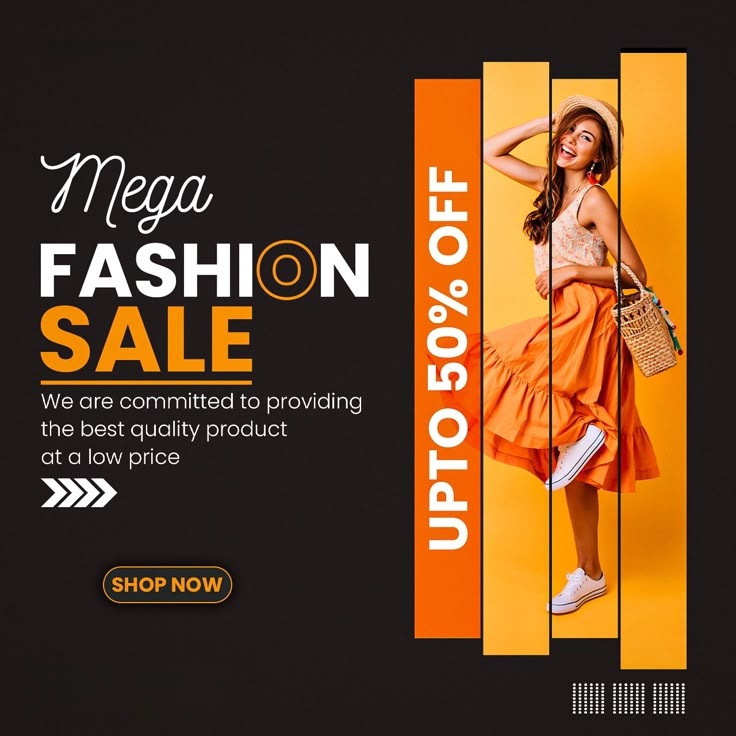 Mega
FASHION
SALE
We are committed to providing
the best quality product
at a low price
SHOP NOW
UPTO 50% OFF